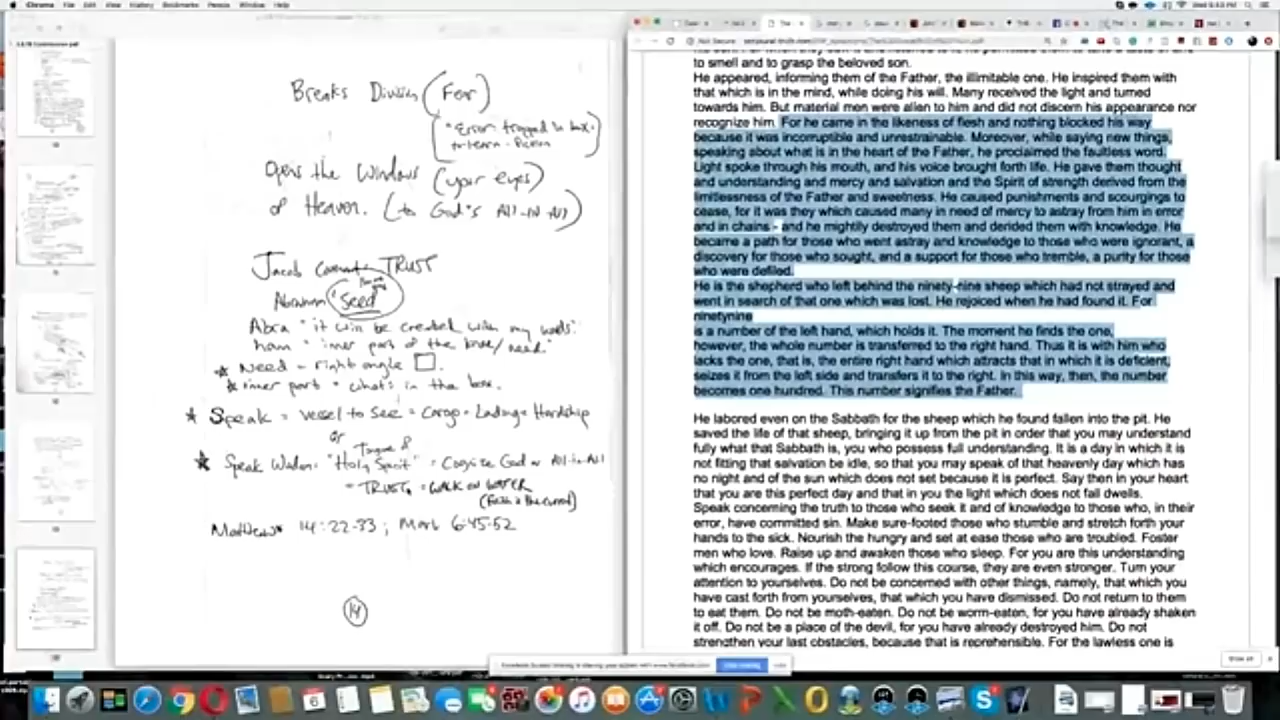 Chrome File Edit View History Bookmarks People Window Help
Breaks Division (Fear)
"Error trapped in box.
to learn -
Opens the Windows (your eyes)
of Heaven. (to God's All-IN-All)
Jacob TRUST
Abraham "Seed"
Abra "it will be created with my words".
ham = "inner part of the knee/need"
* Need = right angle
* inner part = what's in the box.
* Speak = vessel to See = Cargo = Lading = Hardship
or
Tongue of
* Speak Wisdom = "Holy Spirit" = Cognize God or All-in-All
= TRUST = WALK ON WATER
(Faith is the current)
Matthew 14:22-33 ; Mark 6:45-52
14
Not Secure
to smell and to grasp the beloved son.
He appeared, informing them of the Father, the illimitable one. He inspired them with
that which is in the mind, while doing his will. Many received the light and turned
towards him. But material men were alien to him and did not discern his appearance nor
recognize him. For he came in the likeness of flesh and nothing blocked his way
because it was incorruptible and unrestrainable. Moreover, while saying new things,
speaking about what is in the heart of the Father, he proclaimed the faultless word.
Light spoke through his mouth, and his voice brought forth life. He gave them thought
and understanding and mercy and salvation and the Spirit of strength derived from the
limitlessness of the Father and sweetness. He caused punishments and scourgings to
cease, for it was they which caused many in need of mercy to astray from him in error
and in chains - and he mightily destroyed them and derided them with knowledge. He
became a path for those who went astray and knowledge to those who were ignorant, a
discovery for those who sought, and a support for those who tremble, a purity for those
who were defiled.
He is the shepherd who left behind the ninety-nine sheep which had not strayed and
went in search of that one which was lost. He rejoiced when he had found it. For
ninetynine
is a number of the left hand, which holds it. The moment he finds the one,
however, the whole number is transferred to the right hand. Thus it is with him who
lacks the one, that is, the entire right hand which attracts that in which it is deficient,
seizes it from the left side and transfers it to the right. In this way, then, the number
becomes one hundred. This number signifies the Father.
He labored even on the Sabbath for the sheep which he found fallen into the pit. He
saved the life of that sheep, bringing it up from the pit in order that you may understand
fully what that Sabbath is, you who possess full understanding. It is a day in which it is
not fitting that salvation be idle, so that you may speak of that heavenly day which has
no night and of the sun which does not set because it is perfect. Say then in your heart
that you are this perfect day and that in you the light which does not fail dwells.
Speak concerning the truth to those who seek it and of knowledge to those who, in their
error, have committed sin. Make sure-footed those who stumble and stretch forth your
hands to the sick. Nourish the hungry and set at ease those who are troubled. Foster
men who love. Raise up and awaken those who sleep. For you are this understanding
which encourages. If the strong follow this course, they are even stronger. Turn your
attention to yourselves. Do not be concerned with other things, namely, that which you
have cast forth from yourselves, that which you have dismissed. Do not return to them
to eat them. Do not be moth-eaten. Do not be worm-eaten, for you have already shaken
it off. Do not be a place of the devil, for you have already destroyed him. Do not
strengthen your last obstacles, because that is reprehensible. For the lawless one is
Show All